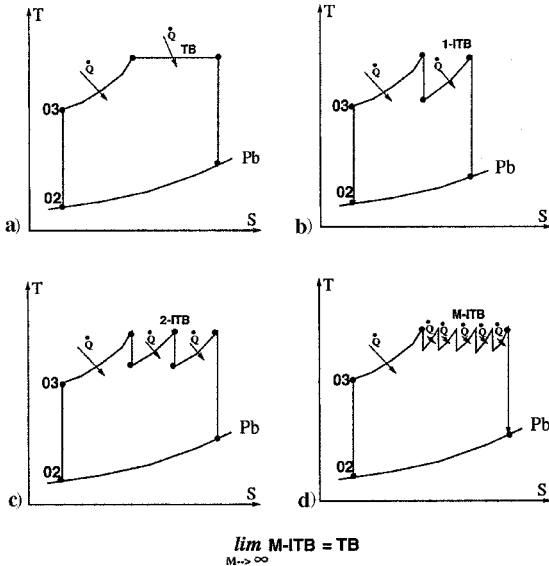 T
Q̇
TB
Q̇
03
02
Pb
S
a)
T
1-ITB
Q̇
Q̇
03
02
Pb
S
b)
T
2-ITB
Q̇
Q̇
Q̇
03
02
Pb
S
c)
T
M-ITB
Q̇
Q̇ Q̇ Q̇ Q̇ Q̇
03
02
Pb
S
d)
lim M-ITB = TB
M--> ∞